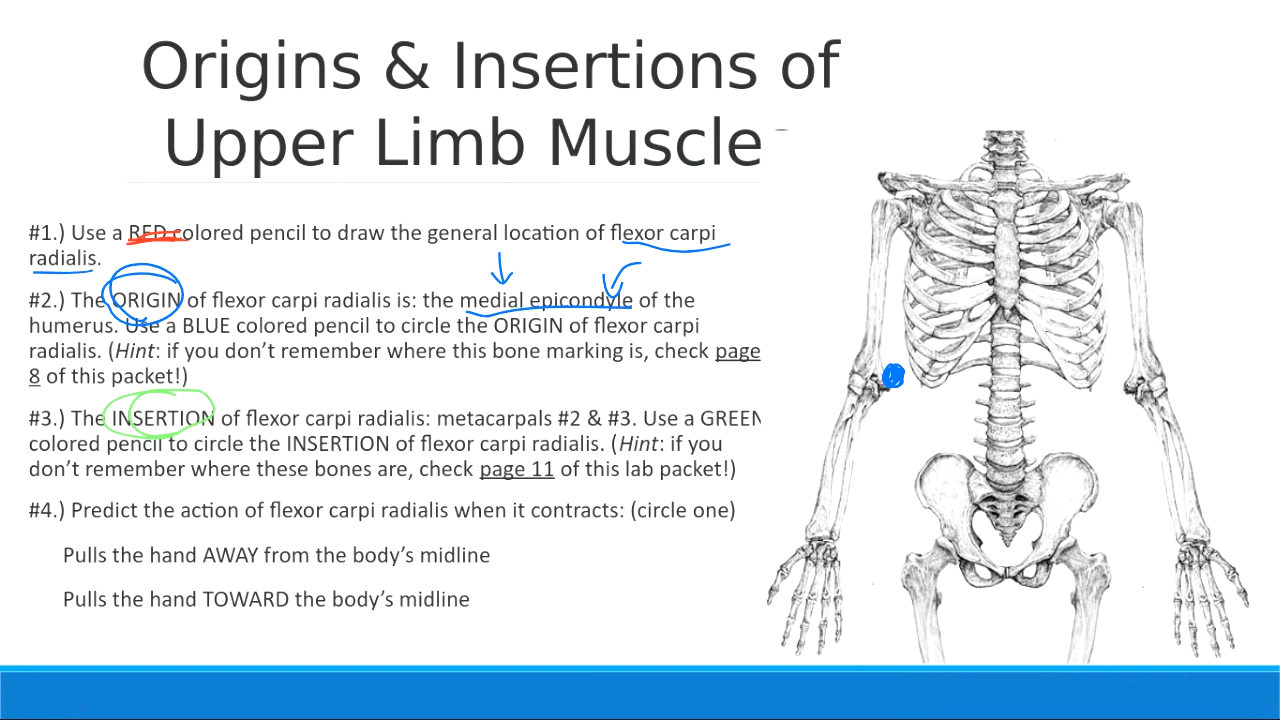 Origins & Insertions of
Upper Limb Muscle
#1.) Use a RED colored pencil to draw the general location of flexor carpi
radialis.
#2.) The ORIGIN of flexor carpi radialis is: the medial epicondyle of the
humerus. Use a BLUE colored pencil to circle the ORIGIN of flexor carpi
radialis. (Hint: if you don’t remember where this bone marking is, check page
8 of this packet!)
#3.) The INSERTION of flexor carpi radialis: metacarpals #2 & #3. Use a GREEN
colored pencil to circle the INSERTION of flexor carpi radialis. (Hint: if you
don’t remember where these bones are, check page 11 of this lab packet!)
#4.) Predict the action of flexor carpi radialis when it contracts: (circle one)
Pulls the hand AWAY from the body’s midline
Pulls the hand TOWARD the body’s midline